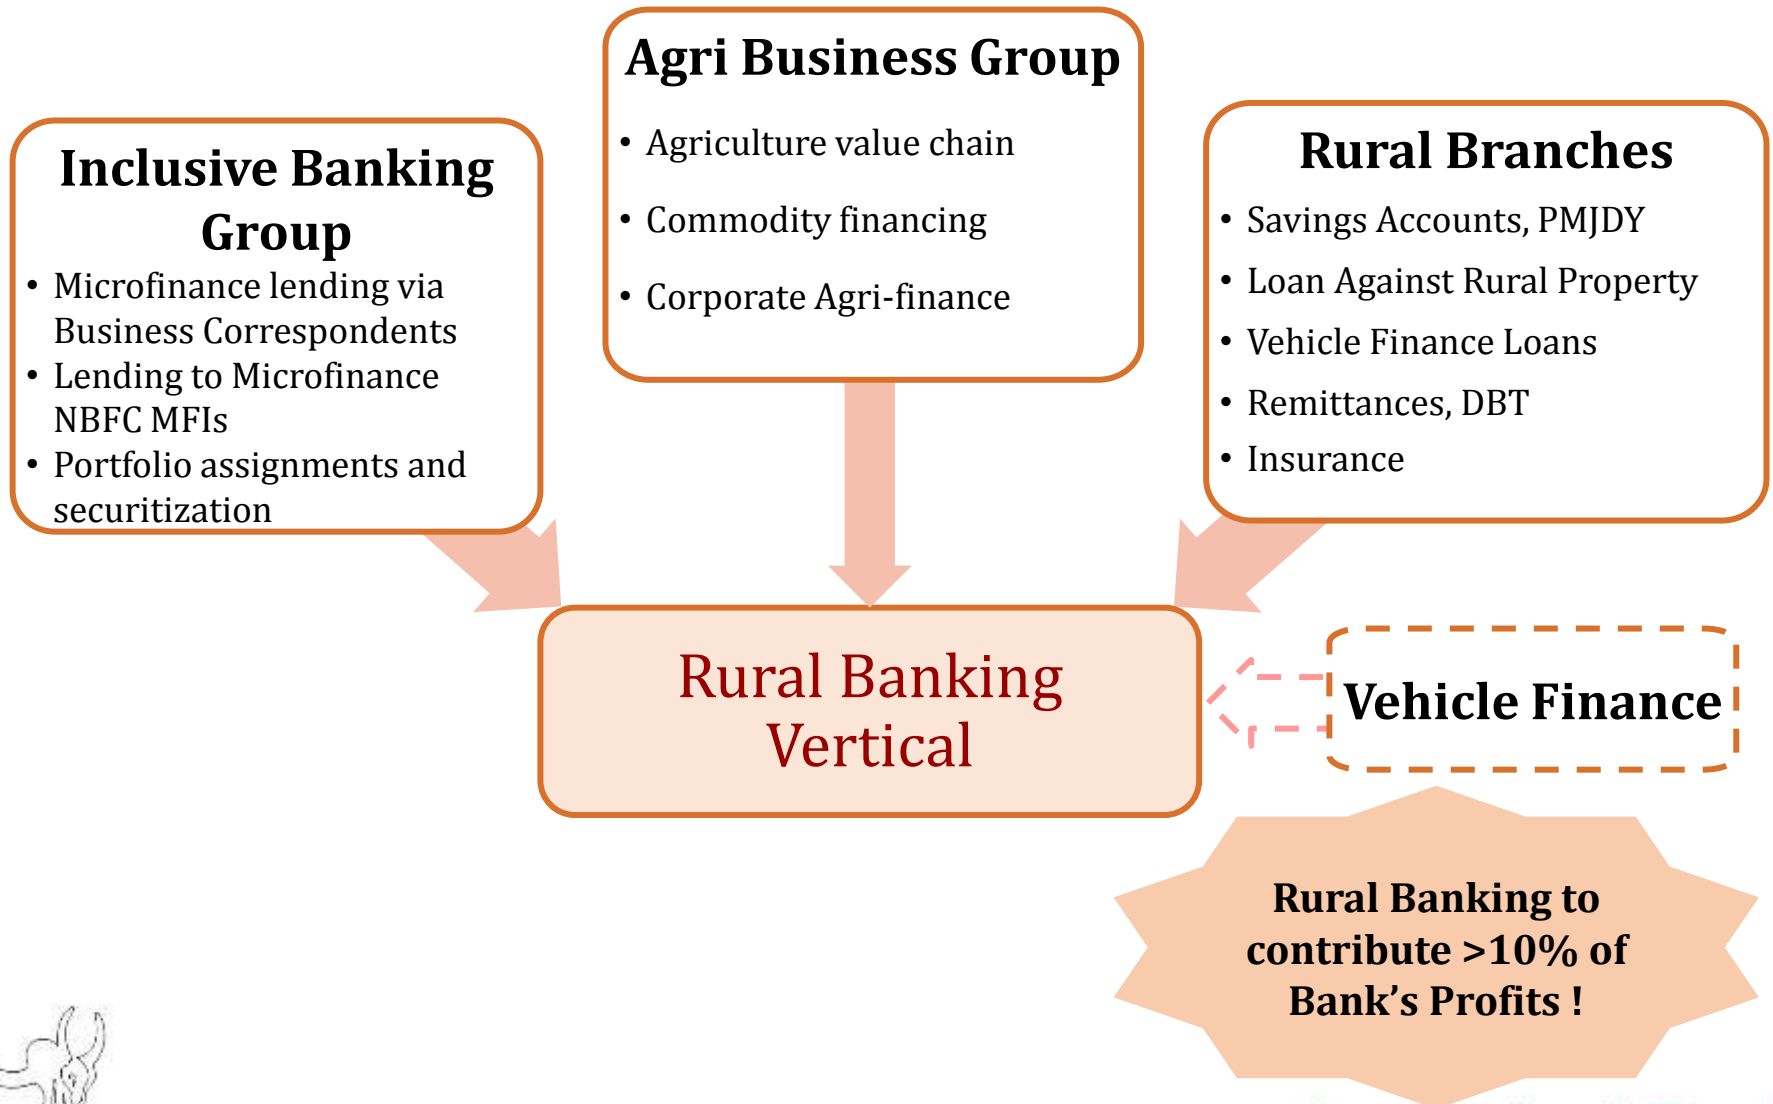 Agri Business Group
• Agriculture value chain
• Commodity financing
• Corporate Agri-finance
Inclusive Banking
Group
• Microfinance lending via
Business Correspondents
• Lending to Microfinance
NBFC MFIs
• Portfolio assignments and
securitization
Rural Branches
• Savings Accounts, PMJDY
• Loan Against Rural Property
• Vehicle Finance Loans
• Remittances, DBT
• Insurance
Rural Banking
Vertical
Vehicle Finance
Rural Banking to
contribute >10% of
Bank’s Profits !